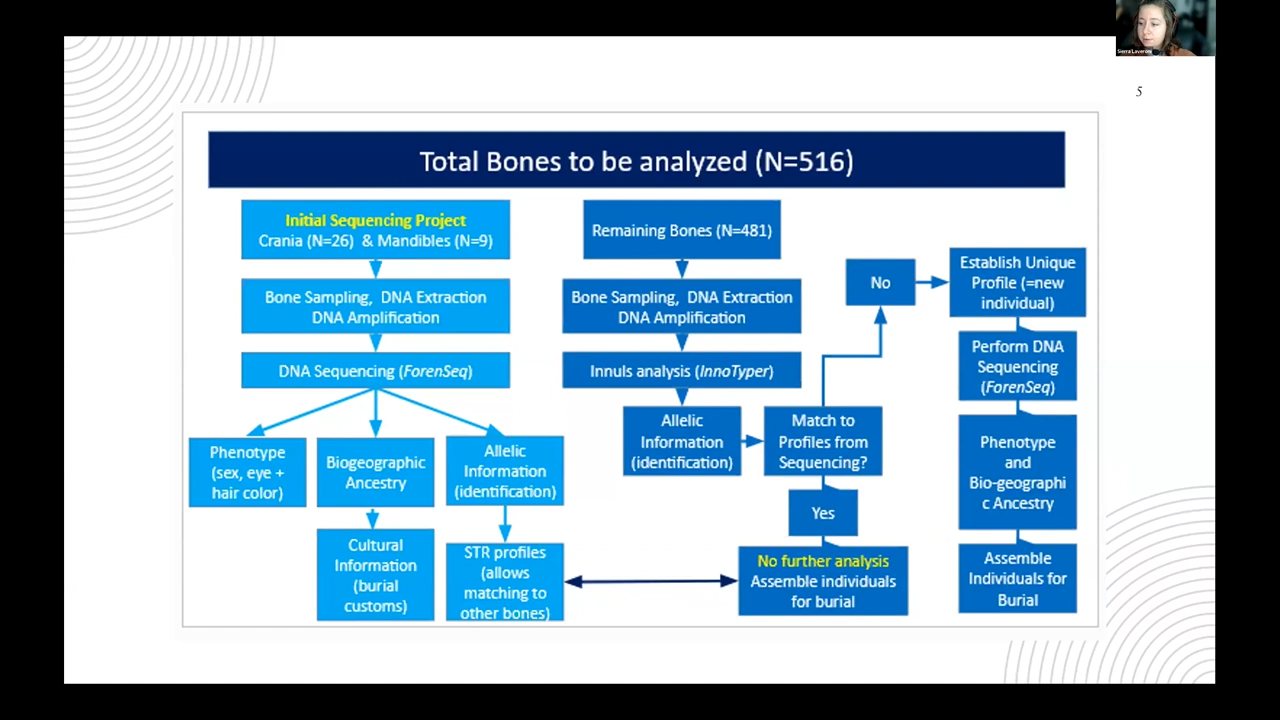 Sierra Laveroni
5
Total Bones to be analyzed (N=516)
Initial Sequencing Project
Crania (N=26) & Mandibles (N=9)
Bone Sampling, DNA Extraction
DNA Amplification
DNA Sequencing (ForenSeq)
Phenotype
(sex, eye +
hair color)
Biogeographic
Ancestry
Allelic
Information
(identification)
Cultural
Information
(burial
customs)
STR profiles
(allows
matching to
other bones)
Remaining Bones (N=481)
Bone Sampling, DNA Extraction
DNA Amplification
Innuls analysis (InnoTyper)
Allelic
Information
(identification)
Match to
Profiles from
Sequencing?
No
Yes
No further analysis
Assemble individuals
for burial
Establish Unique
Profile (=new
individual)
Perform DNA
Sequencing
(ForenSeq)
Phenotype
and
Bio-geographi
c Ancestry
Assemble
Individuals for
Burial